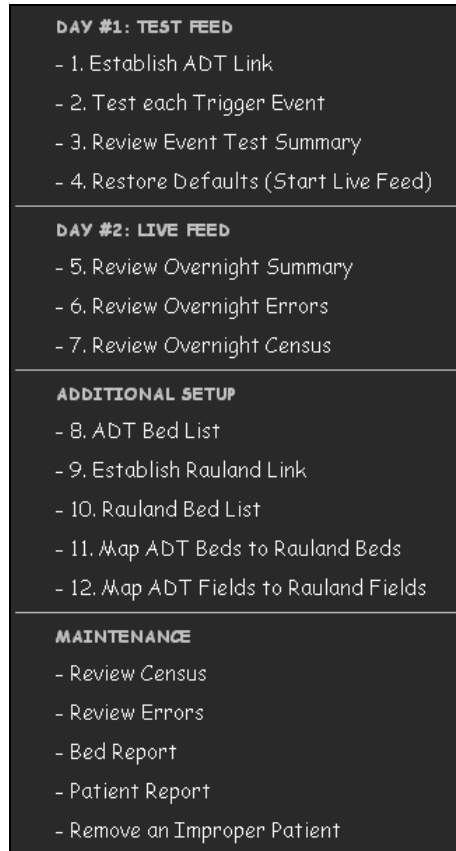 DAY #1: TEST FEED
- 1. Establish ADT Link
- 2. Test each Trigger Event
- 3. Review Event Test Summary
- 4. Restore Defaults (Start Live Feed)
DAY #2: LIVE FEED
- 5. Review Overnight Summary
- 6. Review Overnight Errors
- 7. Review Overnight Census
ADDITIONAL SETUP
- 8. ADT Bed List
- 9. Establish Rauland Link
- 10. Rauland Bed List
- 11. Map ADT Beds to Rauland Beds
- 12. Map ADT Fields to Rauland Fields
MAINTENANCE
- Review Census
- Review Errors
- Bed Report
- Patient Report
- Remove an Improper Patient